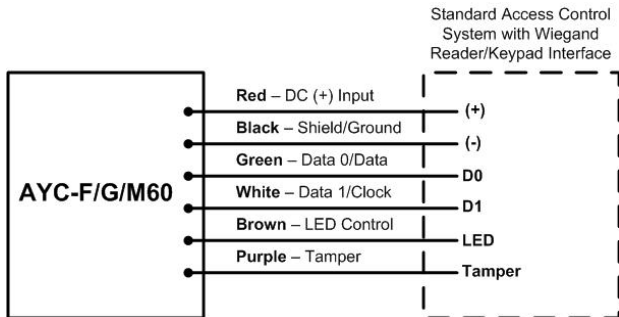 Standard Access Control
System with Wiegand
Reader/Keypad Interface
Red – DC (+) Input
(+)
Black – Shield/Ground
(-)
Green – Data 0/Data
D0
AYC-F/G/M60
White – Data 1/Clock
D1
Brown – LED Control
LED
Purple – Tamper
Tamper